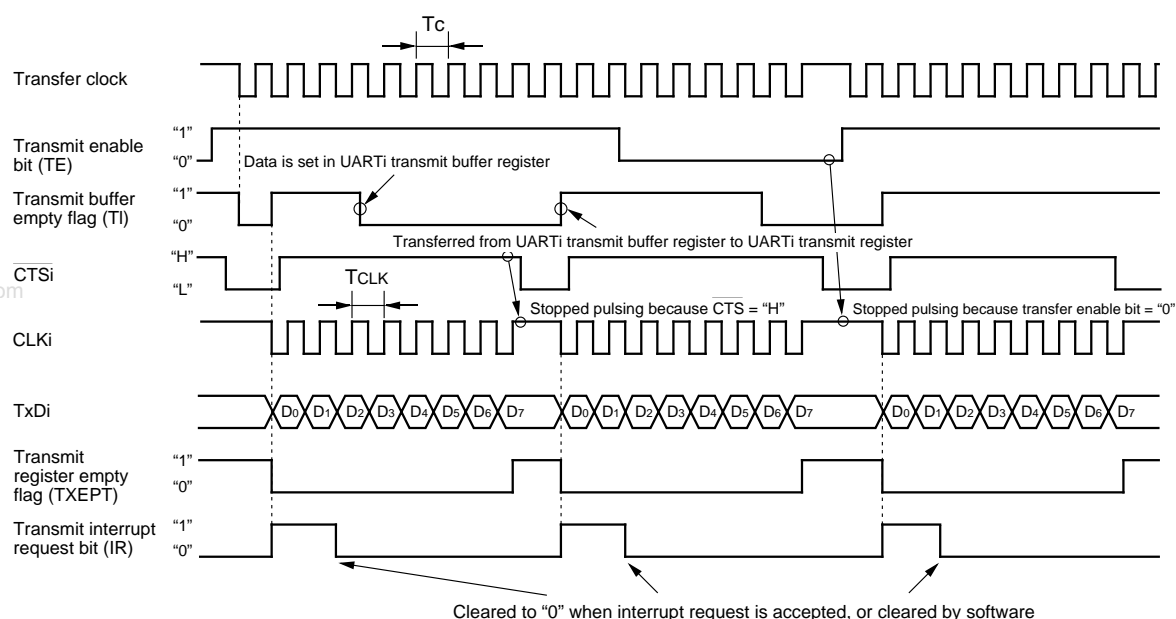 Tc
Transfer clock
Transmit enable
bit (TE)
“1”
“0”
Data is set in UARTi transmit buffer register
Transmit buffer
empty flag (TI)
“1”
“0”
Transferred from UARTi transmit buffer register to UARTi transmit register
CTSi
“H”
“L”
om
TCLK
Stopped pulsing because CTS = “H”
Stopped pulsing because transfer enable bit = “0”
CLKi
TxDi
D0 D1 D2 D3 D4 D5 D6 D7 D0 D1 D2 D3 D4 D5 D6 D7 D0 D1 D2 D3 D4 D5 D6 D7
Transmit
register empty
flag (TXEPT)
“1”
“0”
Transmit interrupt
request bit (IR)
“1”
“0”
Cleared to “0” when interrupt request is accepted, or cleared by software